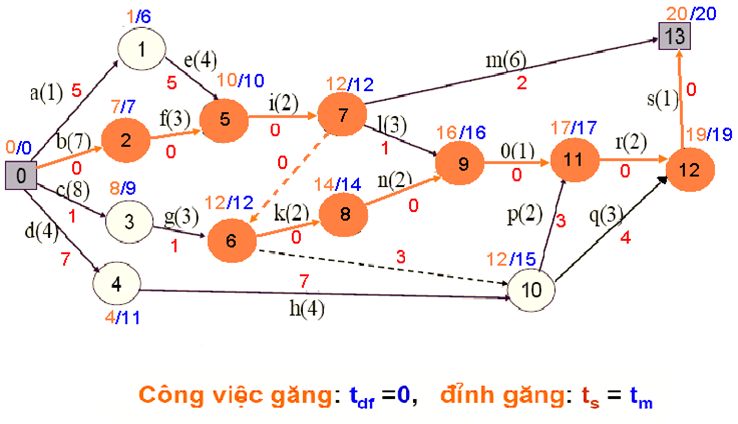 1/6
20/20
13
1
e(4)
m(6)
2
a(1)
5
5
10/10
12/12
0
s(1)
7/7
f(3)
i(2)
7
l(3)
17/17
19/19
0/0
b(7)
2
0
5
0
1
16/16
0(1)
r(2)
0
0
9
0
11
0
12
c(8)
8/9
0
14/14
n(2)
1
3
g(3)
12/12
k(2)
8
0
p(2)
3
q(3)
d(4)
1
6
0
4
7
3
12/15
4
7
10
h(4)
4/11
Công việc găng: tdf =0, đỉnh găng: ts = tm